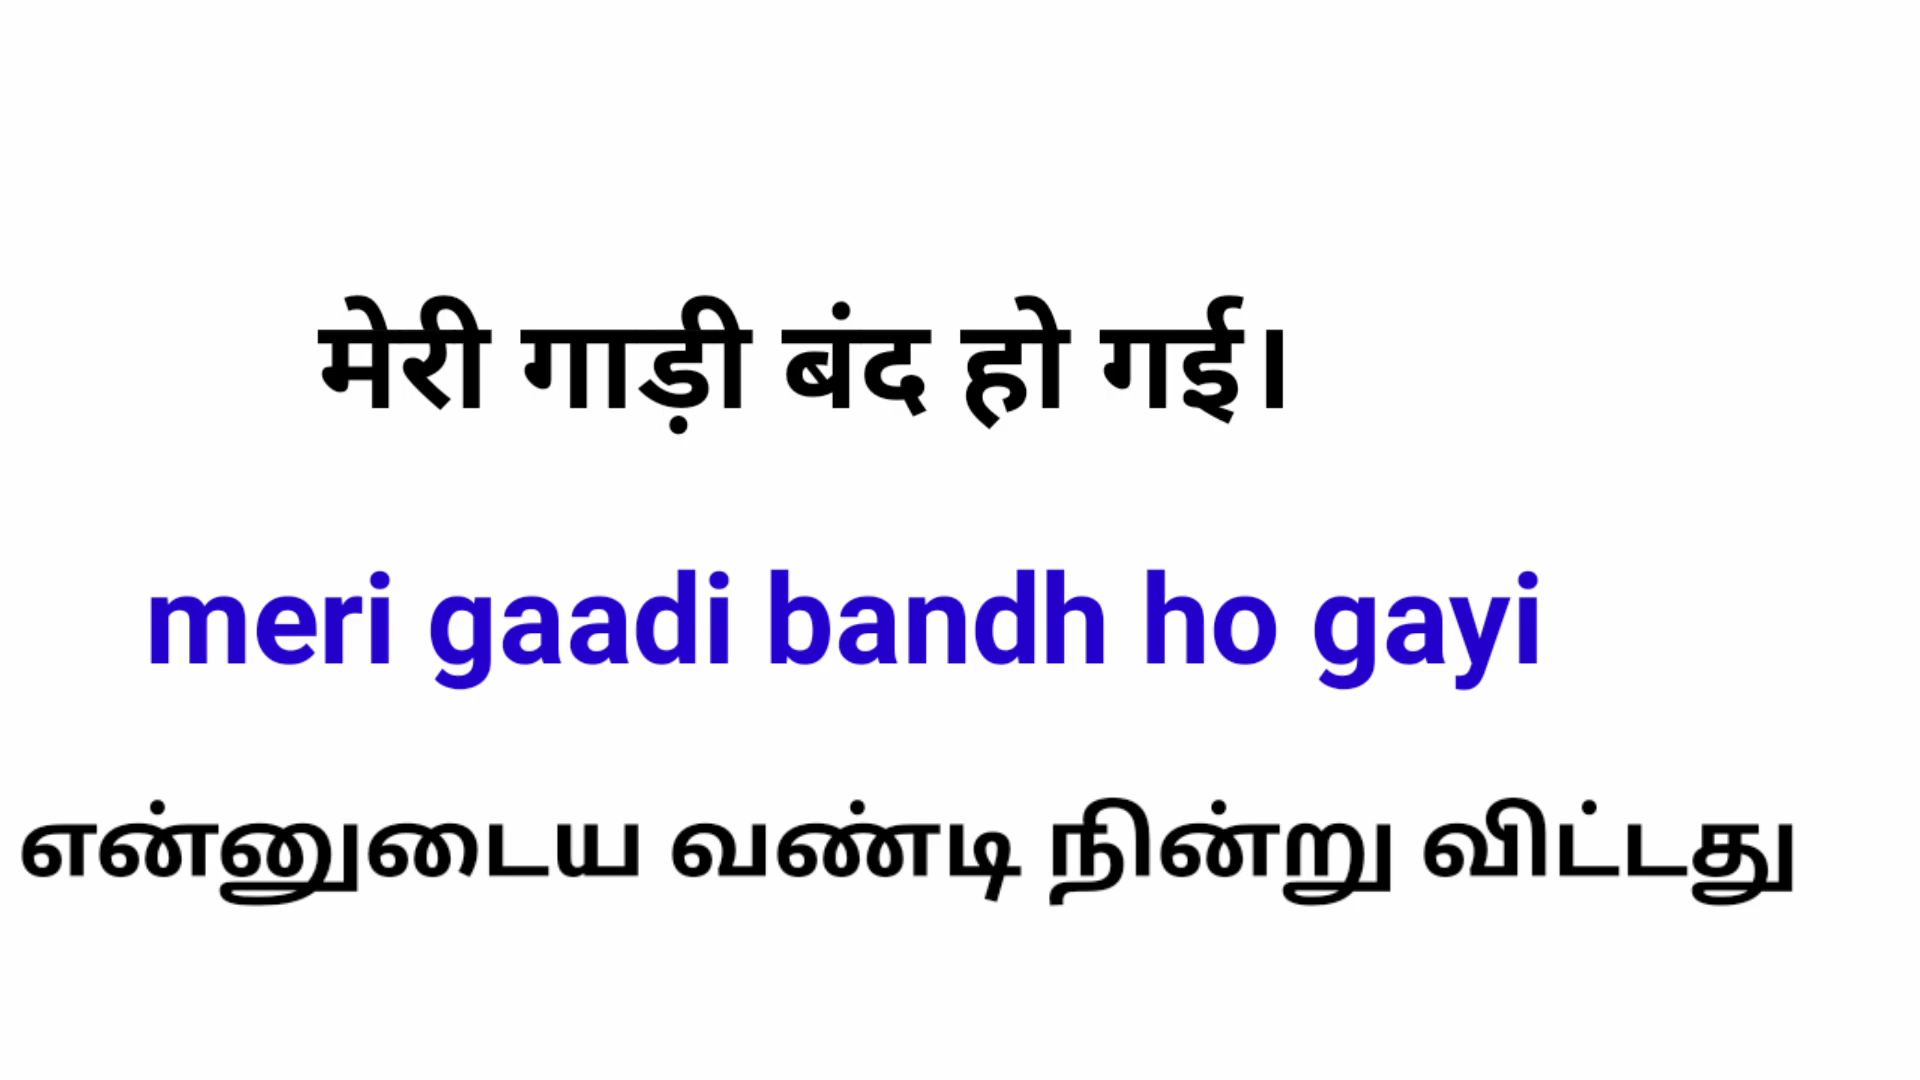 मेरी गाड़ी बंद हो गई।
meri gaadi bandh ho gayi
என்னுடைய வண்டி நின்று விட்டது